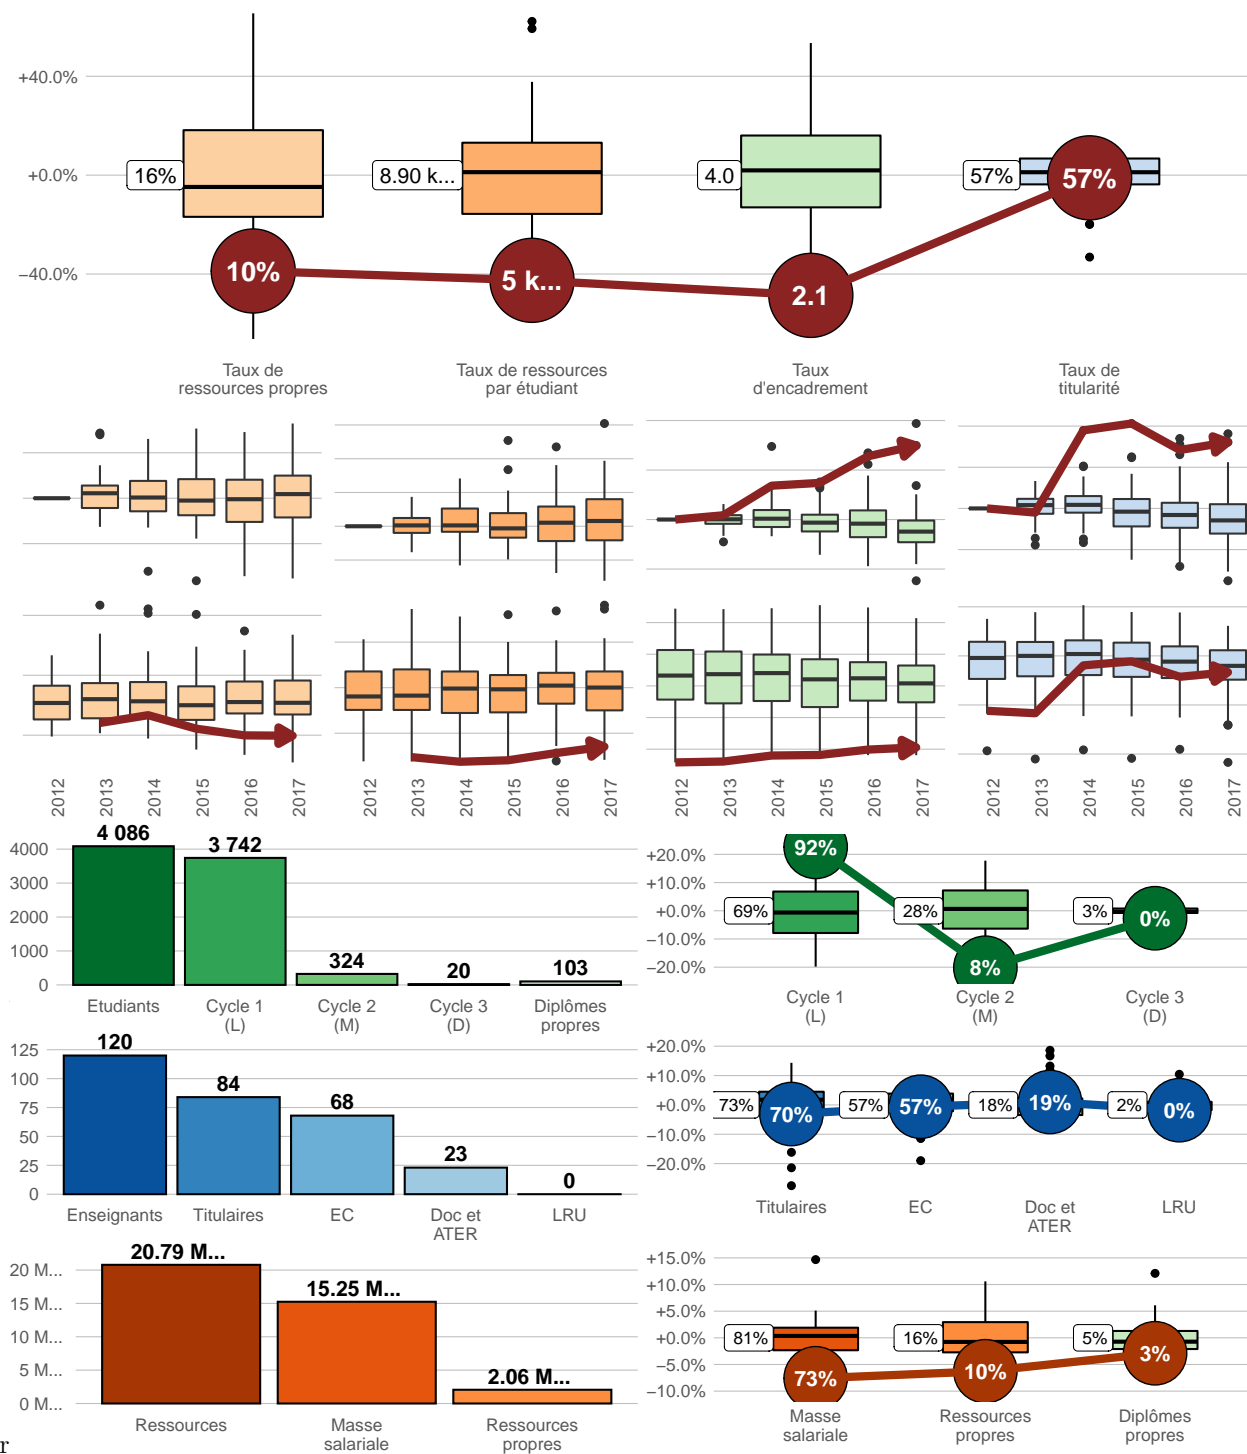 +40.0%
+0.0%
−40.0%
16%
8.90 k...
4.0
57%
10%
5 k...
2.1
57%
Taux de
ressources propres
Taux de ressources
par étudiant
Taux
d'encadrement
Taux de
titularité
2012 2013 2014 2015 2016 2017
2012 2013 2014 2015 2016 2017
2012 2013 2014 2015 2016 2017
2012 2013 2014 2015 2016 2017
4000
3000
2000
1000
0
4 086
3 742
324
20
103
Etudiants
Cycle 1
(L)
Cycle 2
(M)
Cycle 3
(D)
Diplômes
propres
+20.0%
+10.0%
+0.0%
−10.0%
−20.0%
69%
28%
3%
92%
8%
0%
Cycle 1
(L)
Cycle 2
(M)
Cycle 3
(D)
125
100
75
50
25
0
120
84
68
23
0
Enseignants
Titulaires
EC
Doc et
ATER
LRU
+20.0%
+10.0%
+0.0%
−10.0%
−20.0%
73%
57%
18%
2%
70%
57%
19%
0%
Titulaires
EC
Doc et
ATER
LRU
20 M...
15 M...
10 M...
5 M...
0 M...
20.79 M...
15.25 M...
2.06 M...
Ressources
Masse
salariale
Ressources
propres
+15.0%
+10.0%
+5.0%
+0.0%
−5.0%
−10.0%
81%
16%
5%
73%
10%
3%
Masse
salariale
Ressources
propres
Diplômes
propres
r